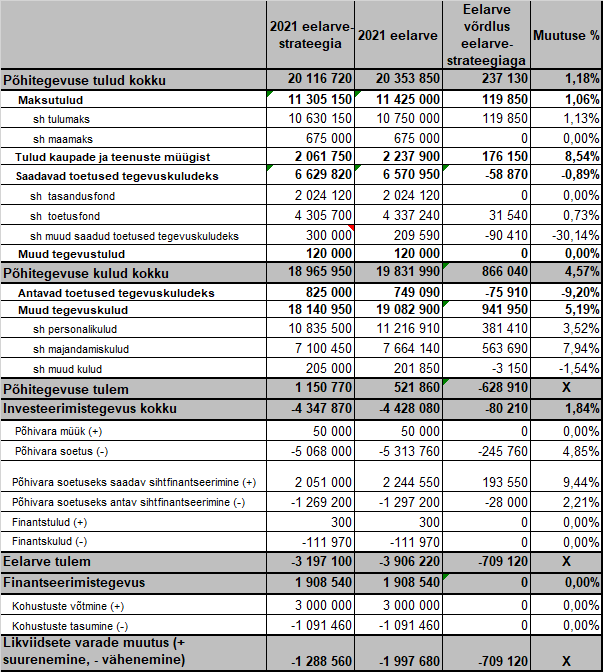 2021 eelarve-strateegia 2021 eelarve Eelarve võrdlus eelarve-strateegiaga Muutuse %
Põhitegevuse tulud kokku 20 116 720 20 353 850 237 130 1,18%
Maksutulud 11 305 150 11 425 000 119 850 1,06%
sh tulumaks 10 630 150 10 750 000 119 850 1,13%
sh maamaks 675 000 675 000 0 0,00%
Tulud kaupade ja teenuste müügist 2 061 750 2 237 900 176 150 8,54%
Saadavad toetused tegevuskuludeks 6 629 820 6 570 950 -58 870 -0,89%
sh tasandusfond 2 024 120 2 024 120 0 0,00%
sh toetusfond 4 305 700 4 337 240 31 540 0,73%
sh muud saadud toetused tegevuskuludeks 300 000 209 590 -90 410 -30,14%
Muud tegevustulud 120 000 120 000 0 0,00%
Põhitegevuse kulud kokku 18 965 950 19 831 990 866 040 4,57%
Antavad toetused tegevuskuludeks 825 000 749 090 -75 910 -9,20%
Muud tegevuskulud 18 140 950 19 082 900 941 950 5,19%
sh personalikulud 10 835 500 11 216 910 381 410 3,52%
sh majandamiskulud 7 100 450 7 664 140 563 690 7,94%
sh muud kulud 205 000 201 850 -3 150 -1,54%
Põhitegevuse tulem 1 150 770 521 860 -628 910 X
Investeerimistegevus kokku -4 347 870 -4 428 080 -80 210 1,84%
Põhivara müük (+) 50 000 50 000 0 0,00%
Põhivara soetus (-) -5 068 000 -5 313 760 -245 760 4,85%
Põhivara soetuseks saadav sihtfinantseerimine (+) 2 051 000 2 244 550 193 550 9,44%
Põhivara soetuseks antav sihtfinantseerimine (-) -1 269 200 -1 297 200 -28 000 2,21%
Finantstulud (+) 300 300 0 0,00%
Finantskulud (-) -111 970 -111 970 0 0,00%
Eelarve tulem -3 197 100 -3 906 220 -709 120 X
Finantseerimistegevus 1 908 540 1 908 540 0 0,00%
Kohustuste võtmine (+) 3 000 000 3 000 000 0 0,00%
Kohustuste tasumine (-) -1 091 460 -1 091 460 0 0,00%
Likviidsete varade muutus (+
suurenemine, - vähenemine) -1 288 560 -1 997 680 -709 120 X